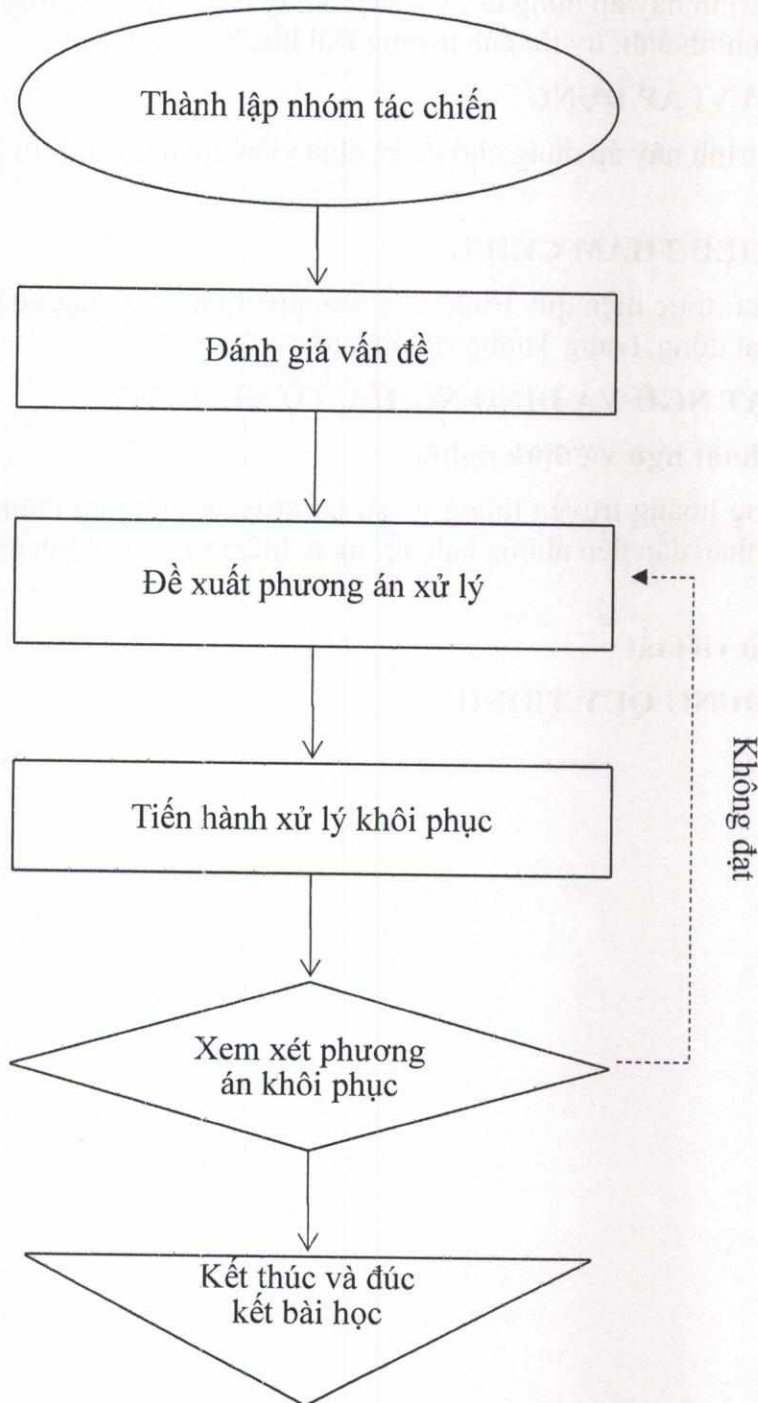 Thành lập nhóm tác chiến
Đánh giá vấn đề
Đề xuất phương án xử lý
Tiến hành xử lý khôi phục
Không đạt
Xem xét phương
án khôi phục
Kết thúc và đúc
kết bài học